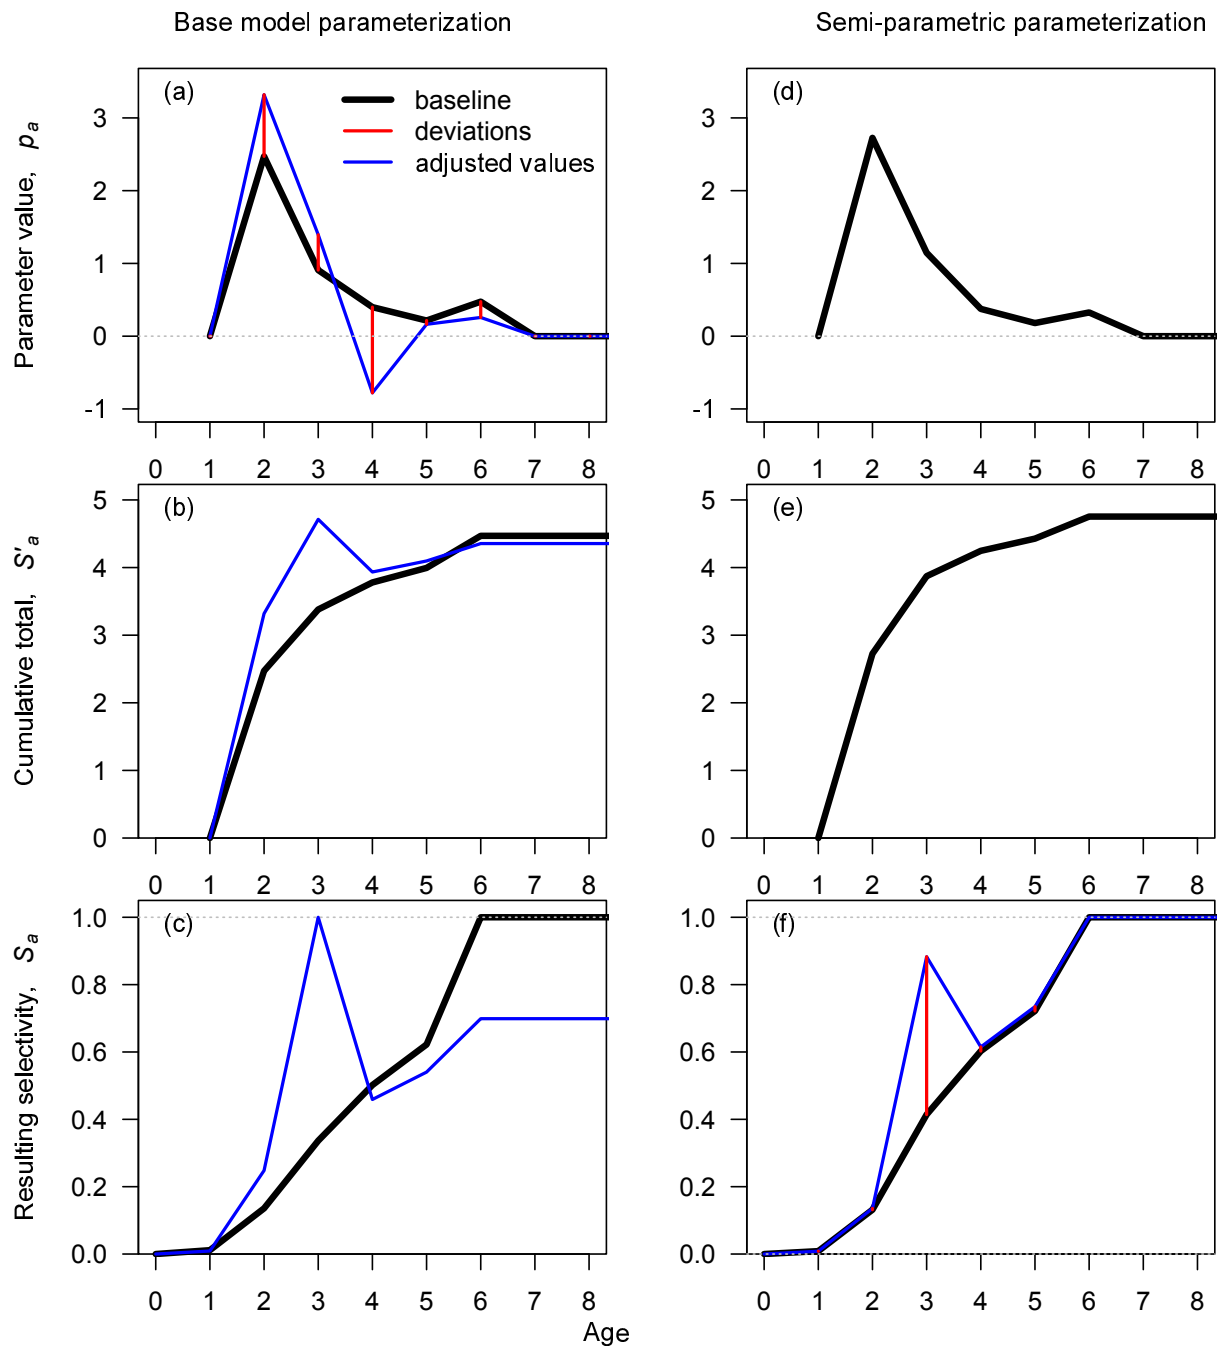 Base model parameterization
Semi-parametric parameterization
(a)
baseline
deviations
adjusted values
Parameter value, p a
3
2
1
0
-1
0 1 2 3 4 5 6 7 8
(d)
3
2
1
0
-1
0 1 2 3 4 5 6 7 8
(b)
Cumulative total, S′a
5
4
3
2
1
0
0 1 2 3 4 5 6 7 8
(e)
5
4
3
2
1
0
0 1 2 3 4 5 6 7 8
(c)
Resulting selectivity, S a
1.0
0.8
0.6
0.4
0.2
0.0
0 1 2 3 4 5 6 7 8
(f)
1.0
0.8
0.6
0.4
0.2
0.0
0 1 2 3 4 5 6 7 8
Age